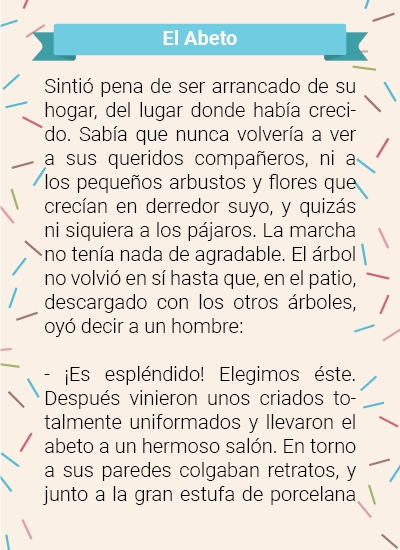 El Abeto
Sintió pena de ser arrancado de su
hogar, del lugar donde había creci-
do. Sabía que nunca volvería a ver
a sus queridos compañeros, ni a
los pequeños arbustos y flores que
crecían en derredor suyo, y quizás
ni siquiera a los pájaros. La marcha
no tenía nada de agradable. El árbol
no volvió en sí hasta que, en el patio,
descargado con los otros árboles,
oyó decir a un hombre:
- ¡Es espléndido! Elegimos éste.
Después vinieron unos criados to-
talmente uniformados y llevaron el
abeto a un hermoso salón. En torno
a sus paredes colgaban retratos, y
junto a la gran estufa de porcelana